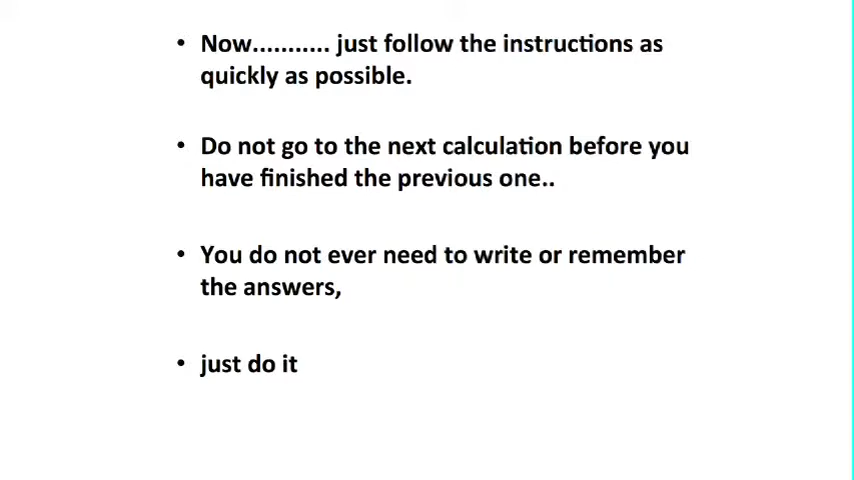 • Now........... just follow the instructions as
quickly as possible.
• Do not go to the next calculation before you
have finished the previous one..
• You do not ever need to write or remember
the answers,
• just do it